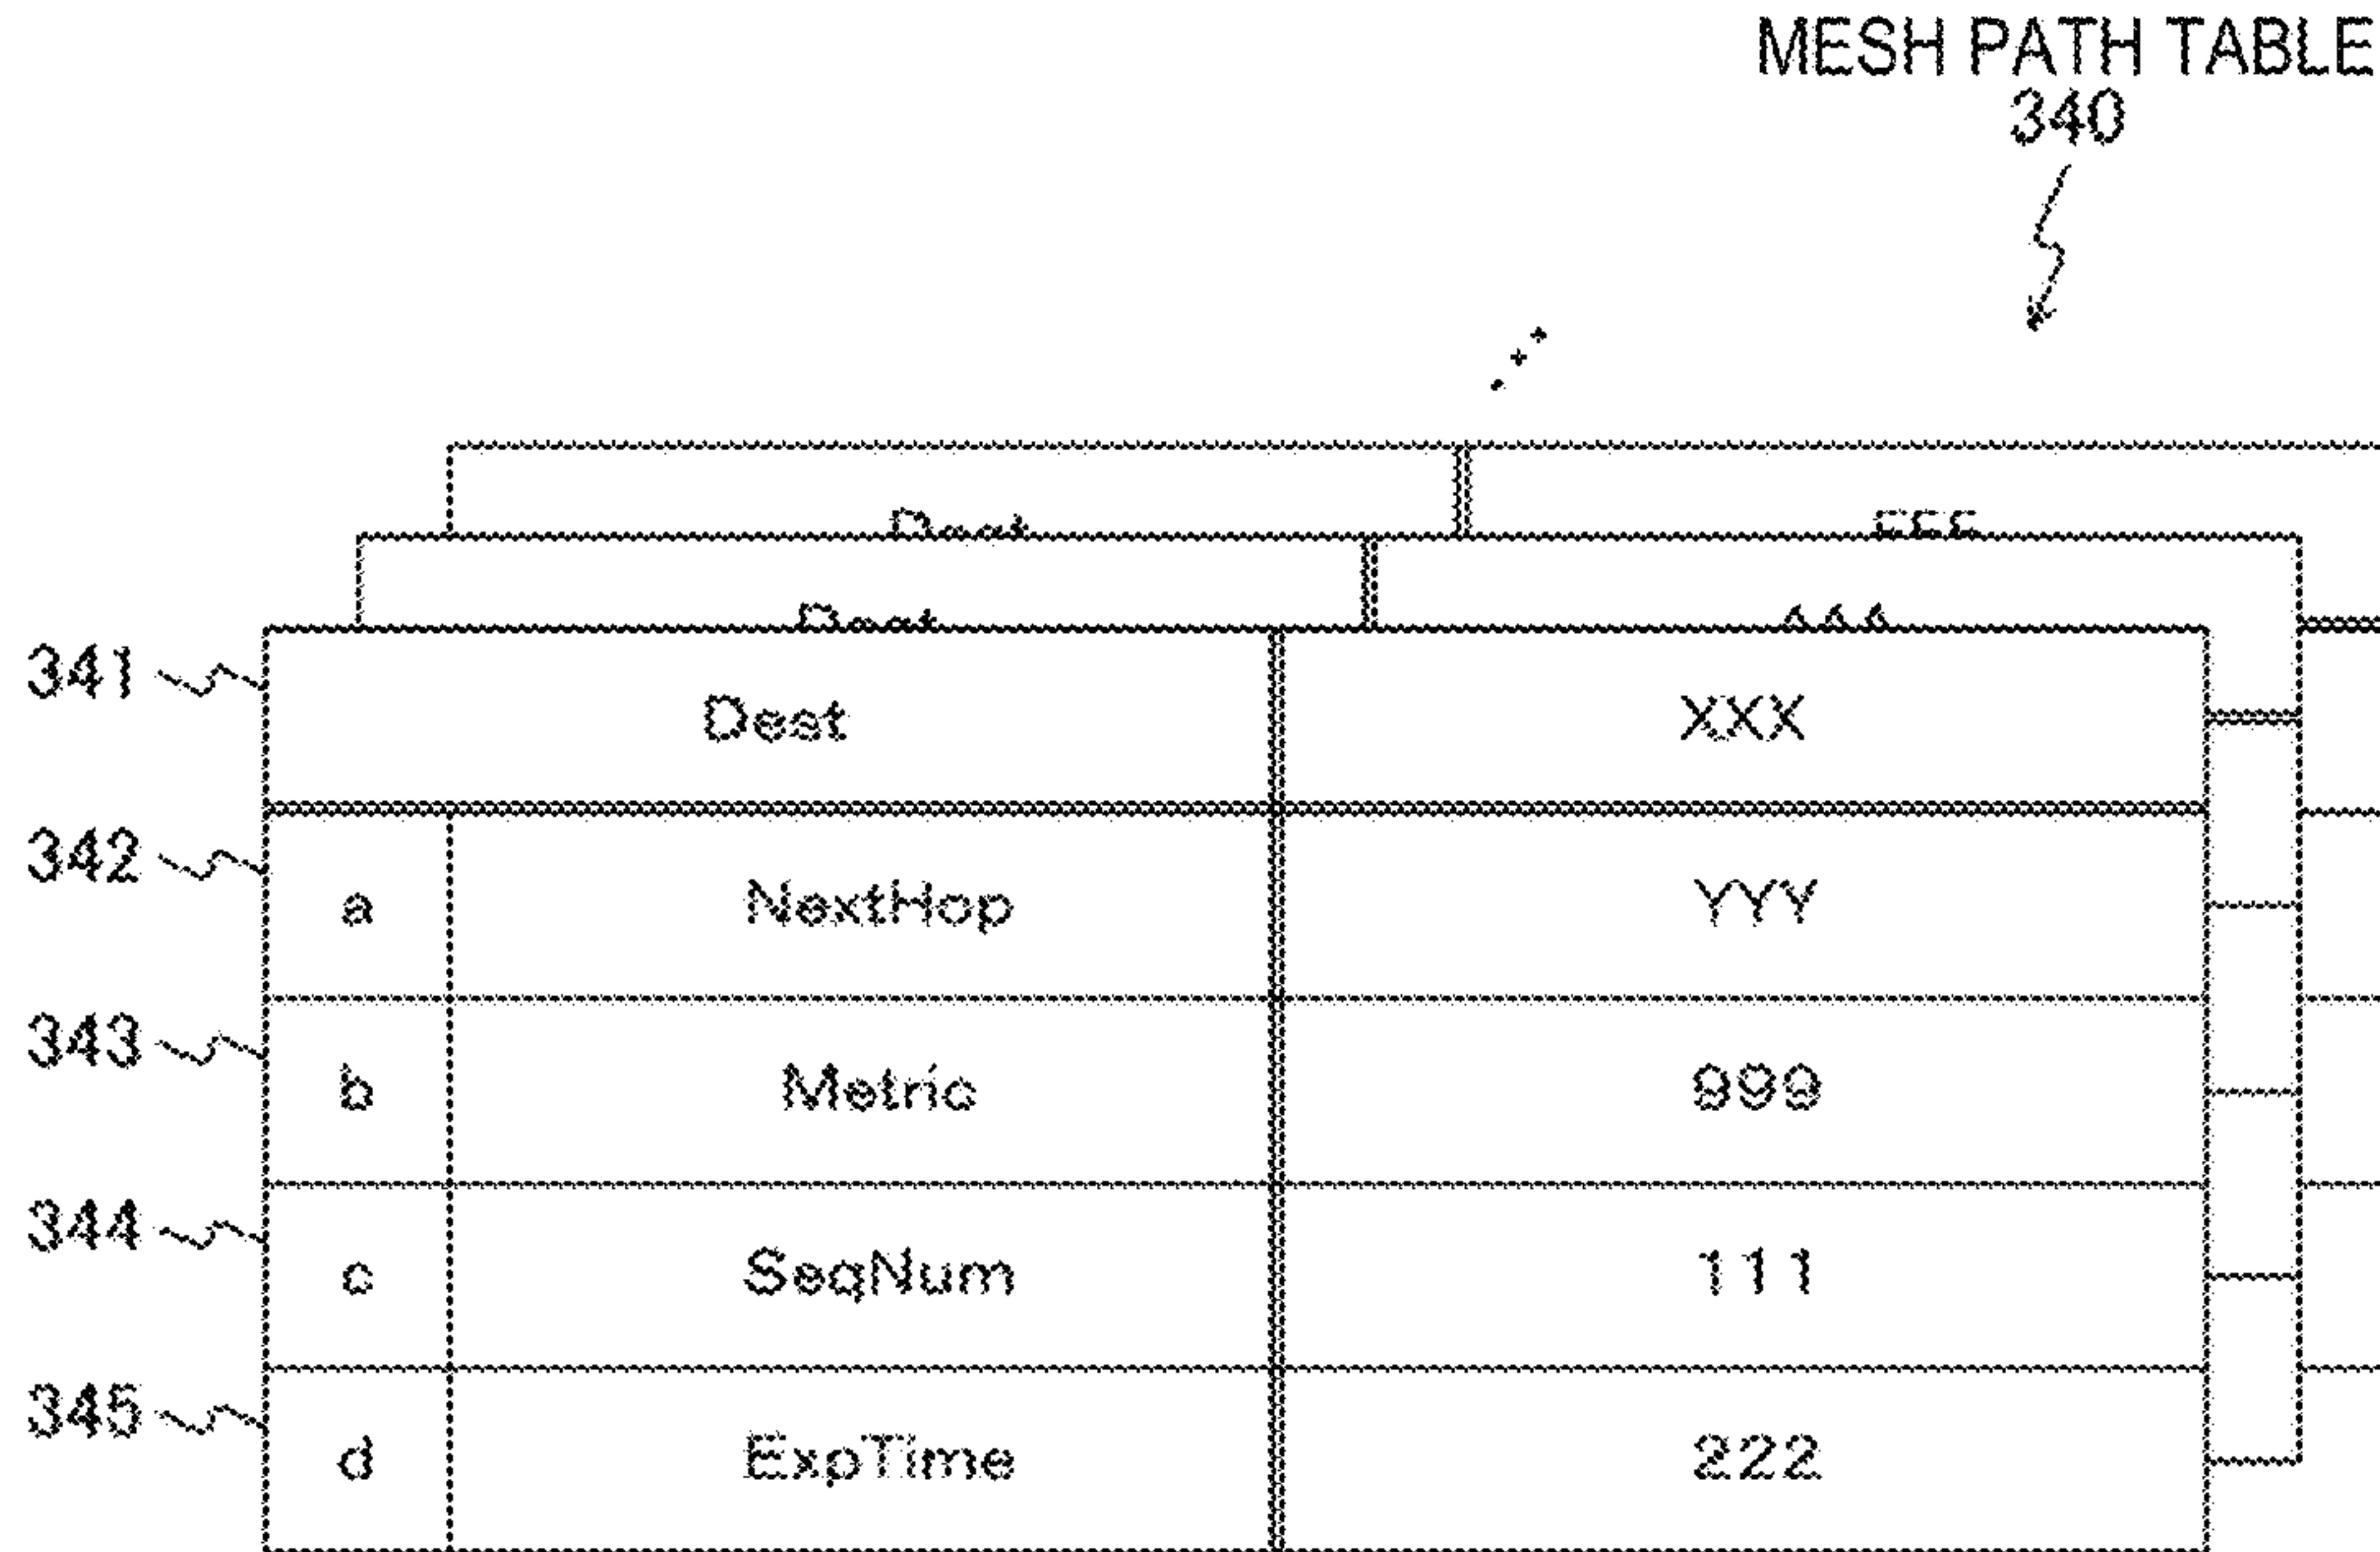 MESH PATH TABLE
340
341 Dest XXX
342 a NextHop YYY
343 b Metric 999
344 c SeqNum 111
345 d ExpTime 222